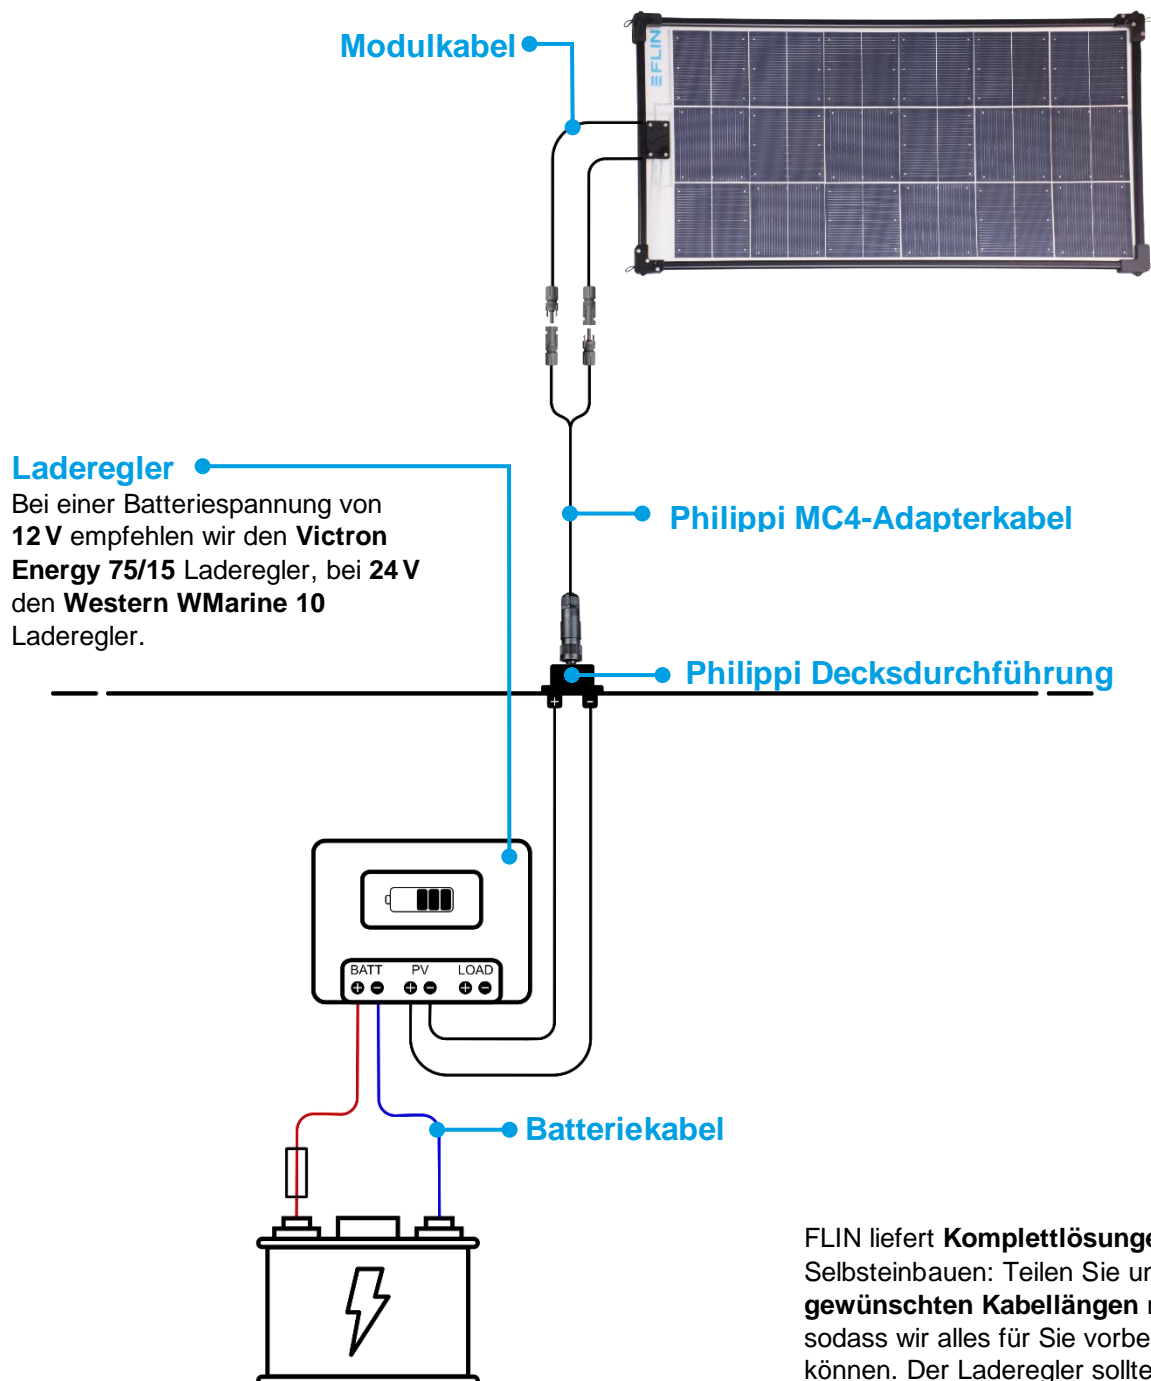 Modulkabel
FLIN
Laderegler
Bei einer Batteriespannung von
12 V empfehlen wir den Victron
Energy 75/15 Laderegler, bei 24 V
den Western WMarine 10
Laderegler.
Philippi MC4-Adapterkabel
Philippi Decksdurchführung
+ -
BATT PV LOAD
+ - + - + -
Batteriekabel
FLIN liefert
Selbsteinbauen: Teilen Sie
gewünschten Kabellängen
sodass wir alles für Sie
können. Der Laderegler sollte